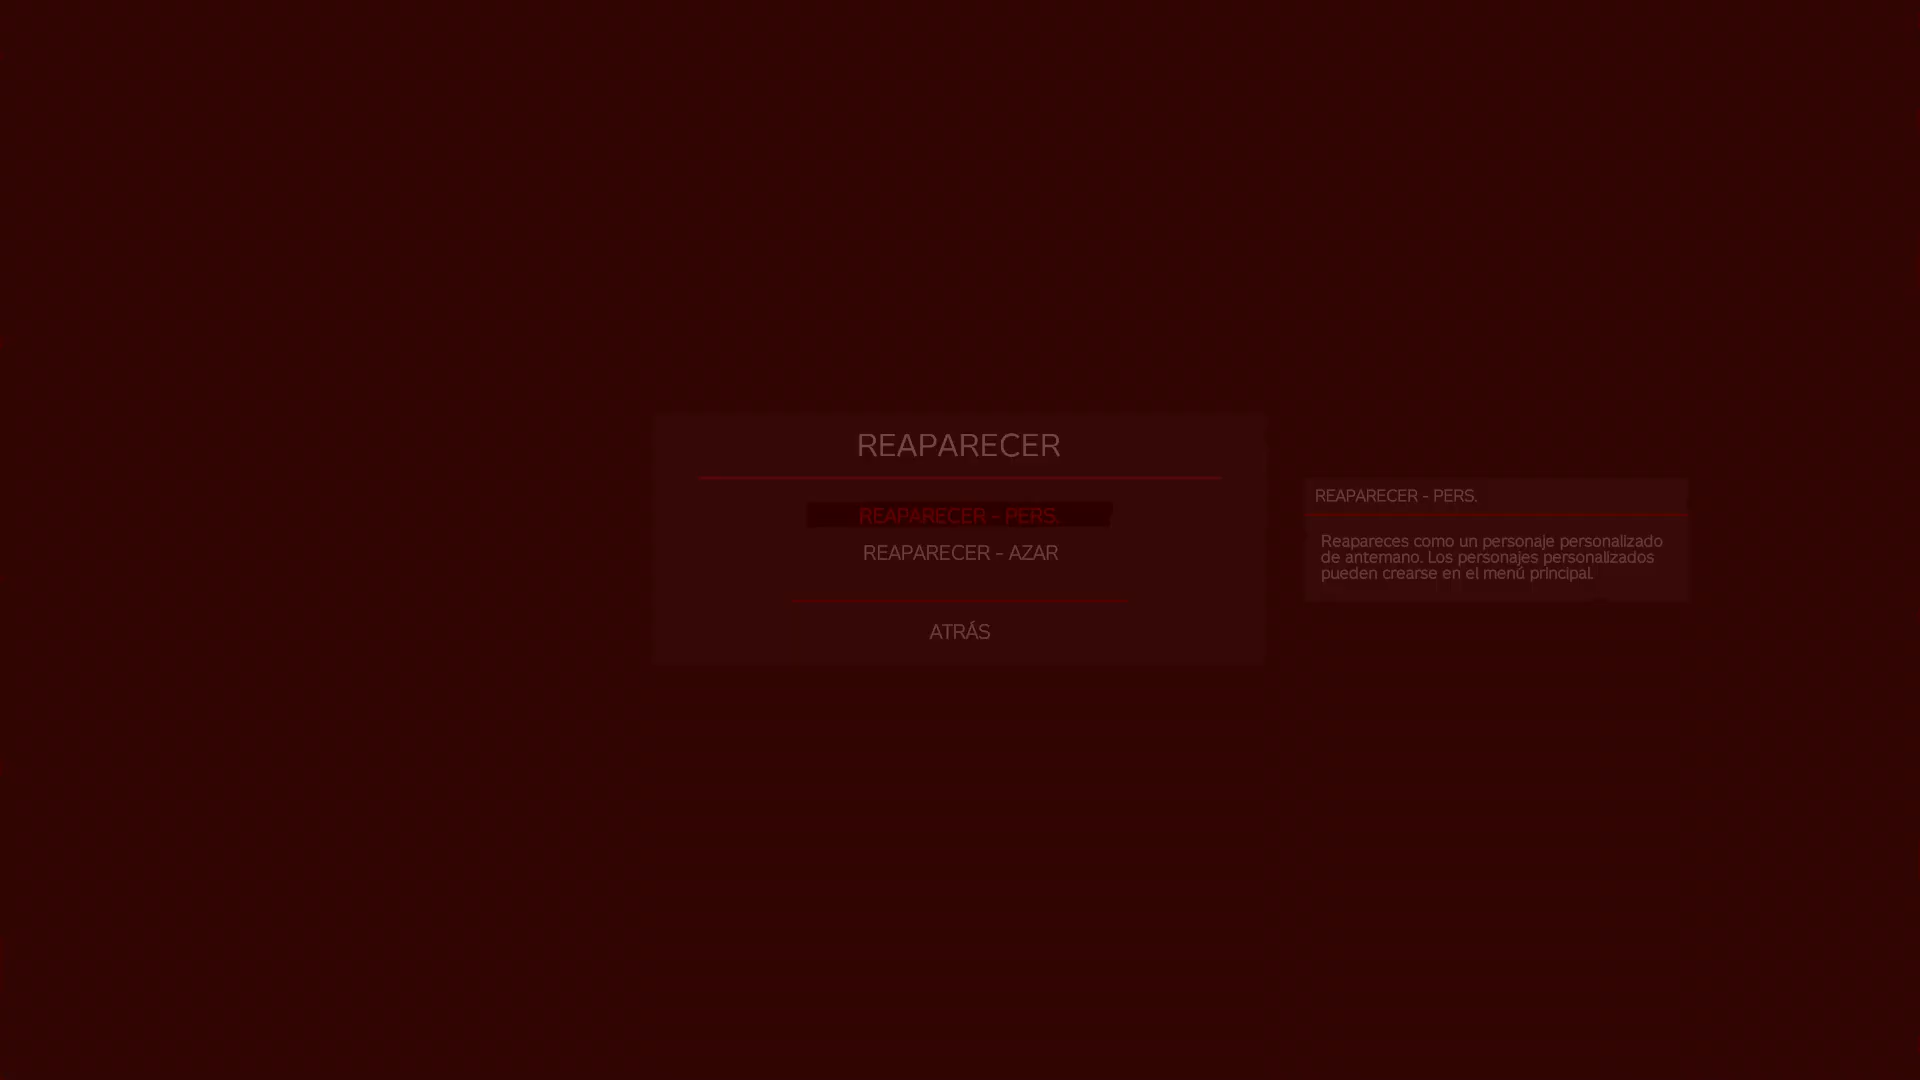 REAPARECER
REAPARECER - PERS.
REAPARECER - AZAR
ATRÁS
REAPARECER - PERS.
Reapareces como un personaje personalizado
de antemano. Los personajes personalizados
pueden crearse en el menú principal.